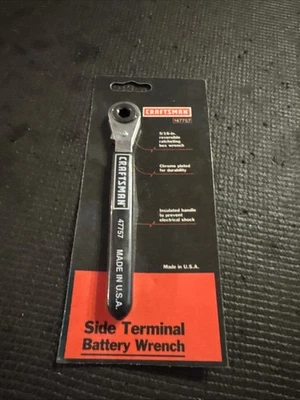 CRAFTSMAN
47757
5/16-in.
reversible
ratcheting
box wrench
Chrome plated
for durability
Insulated handle
to prevent
electrical shock
Made in U.S.A.
CRAFTSMAN
47757
MADE IN U.S.A.
Side Terminal
Battery Wrench